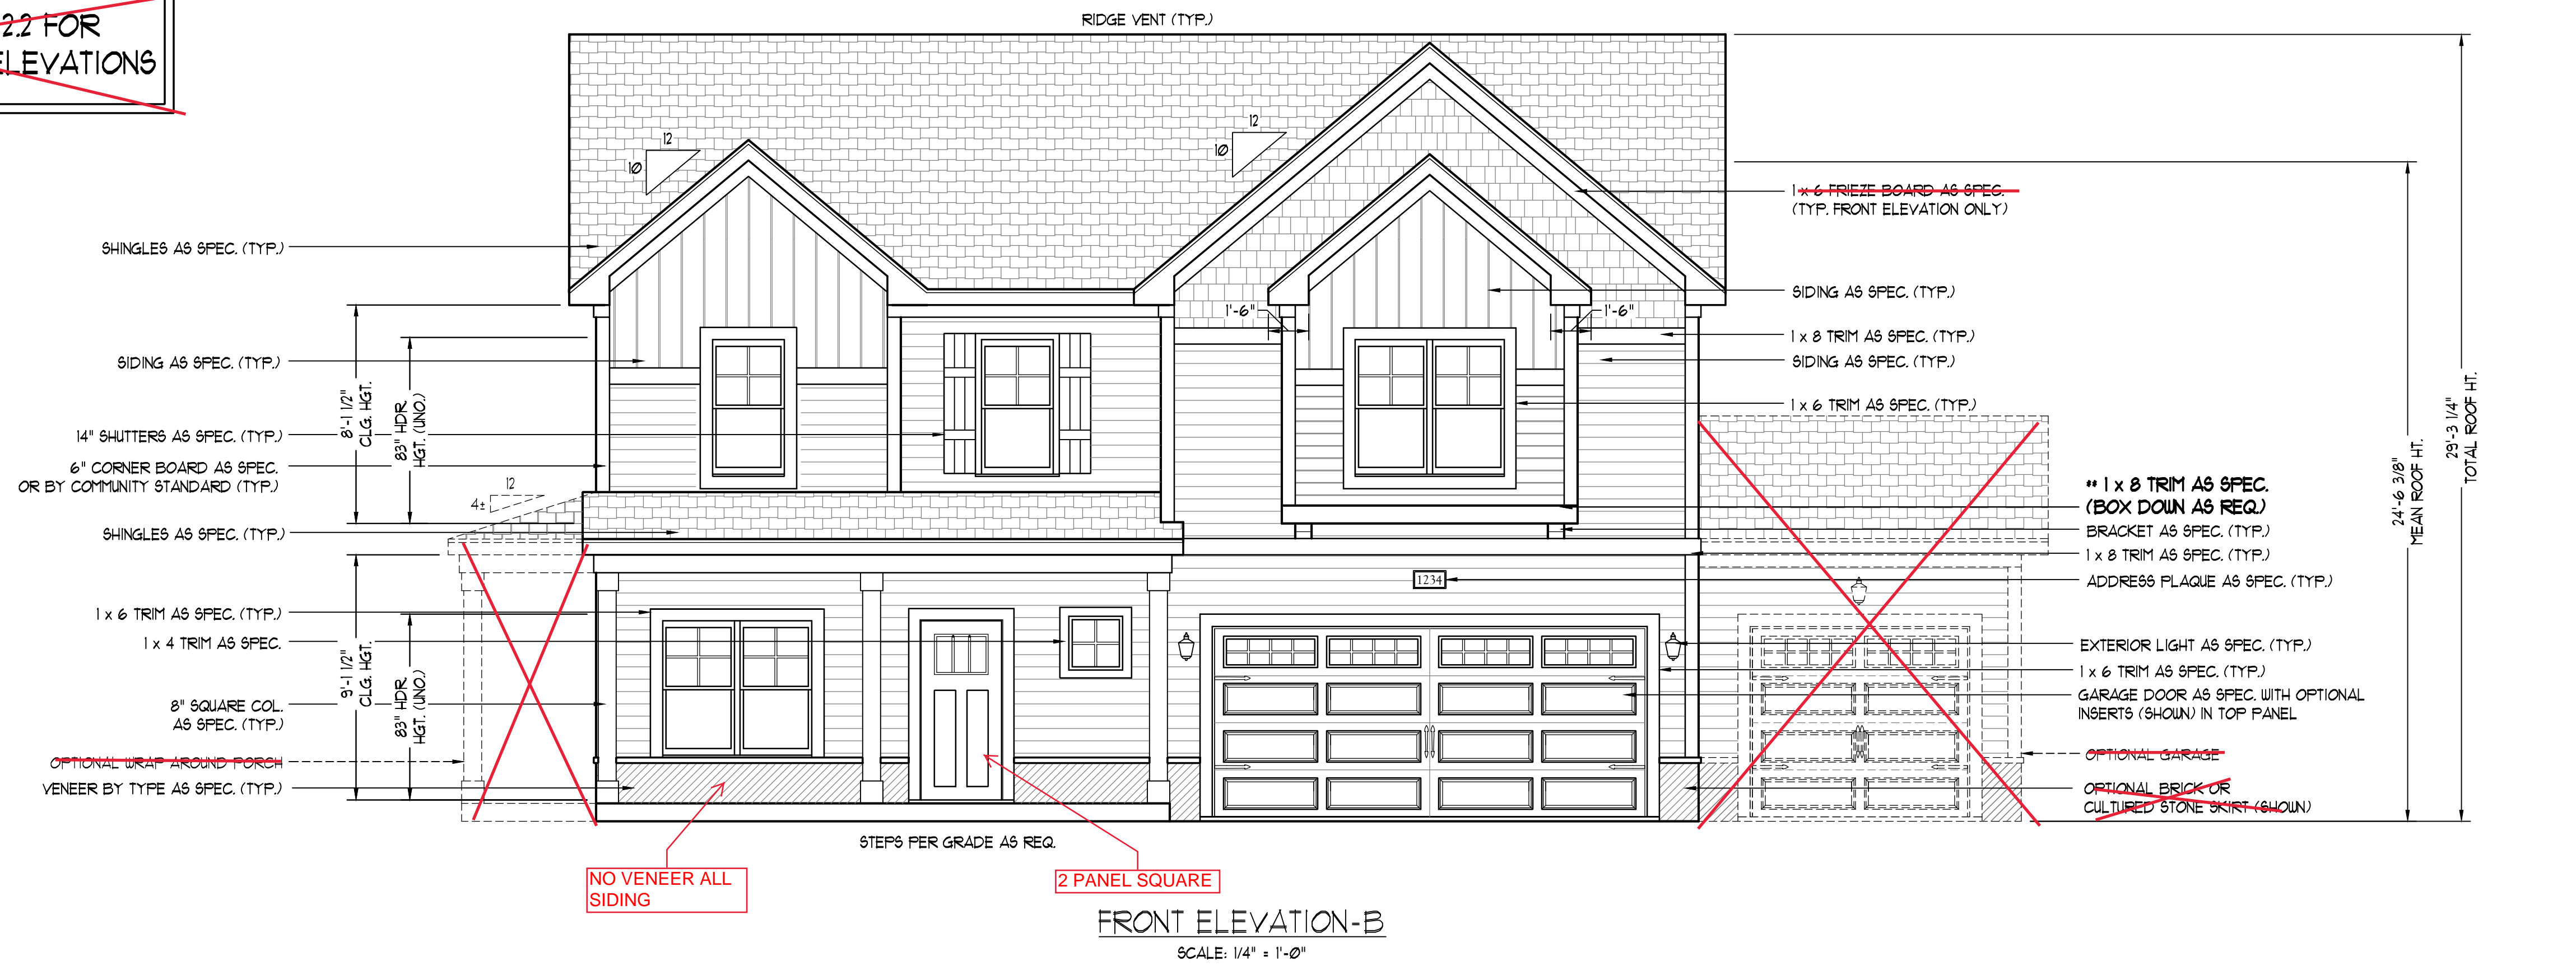 2.2 FOR
ELEVATIONS
RIDGE VENT (TYP.)
12
10
12
10
1 x 6 FRIEZE BOARD AS SPEC.
(TYP. FRONT ELEVATION ONLY)
SHINGLES AS SPEC. (TYP.)
SIDING AS SPEC. (TYP.)
1'-6"
1'-6"
1 x 8 TRIM AS SPEC. (TYP.)
SIDING AS SPEC. (TYP.)
SIDING AS SPEC. (TYP.)
1 x 6 TRIM AS SPEC. (TYP.)
8'-1 1/2"
CLG. HGT.
83" HDR.
HGT. (UNO.)
14" SHUTTERS AS SPEC. (TYP.)
6" CORNER BOARD AS SPEC.
OR BY COMMUNITY STANDARD (TYP.)
12
4±
SHINGLES AS SPEC. (TYP.)
29'-3 1/4"
TOTAL ROOF HT.
24'-6 3/8"
MEAN ROOF HT.
** 1 x 8 TRIM AS SPEC.
(BOX DOWN AS REQ.)
BRACKET AS SPEC. (TYP.)
1 x 8 TRIM AS SPEC. (TYP.)
1234
ADDRESS PLAQUE AS SPEC. (TYP.)
1 x 6 TRIM AS SPEC. (TYP.)
1 x 4 TRIM AS SPEC.
9'-1 1/2"
CLG. HGT.
83" HDR.
HGT. (UNO.)
8" SQUARE COL.
AS SPEC. (TYP.)
OPTIONAL WRAP AROUND PORCH
VENEER BY TYPE AS SPEC. (TYP.)
EXTERIOR LIGHT AS SPEC. (TYP.)
1 x 6 TRIM AS SPEC. (TYP.)
GARAGE DOOR AS SPEC. WITH OPTIONAL
INSERTS (SHOWN) IN TOP PANEL
OPTIONAL GARAGE
OPTIONAL BRICK OR
CULTURED STONE SKIRT (SHOWN)
STEPS PER GRADE AS REQ.
NO VENEER ALL
SIDING
2 PANEL SQUARE
FRONT ELEVATION-B
SCALE: 1/4" = 1'-0"